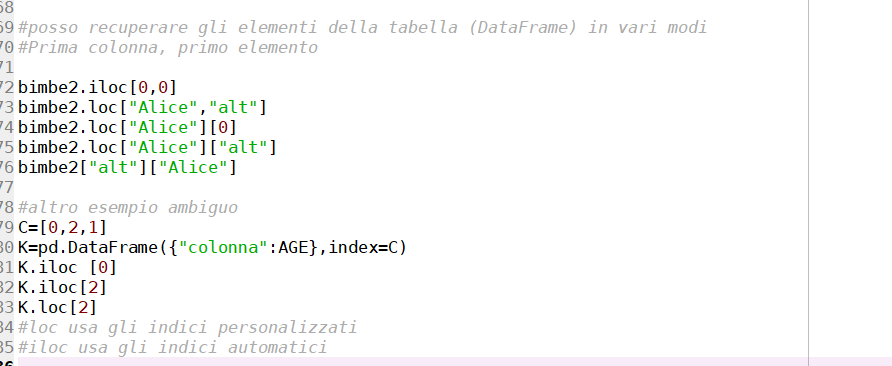 68
69 #posso recuperare gli elementi della tabella (DataFrame) in vari modi
70 #Prima colonna, primo elemento
71
72 bimbe2.iloc[0,0]
73 bimbe2.loc["Alice","alt"]
74 bimbe2.loc["Alice"][0]
75 bimbe2.loc["Alice"]["alt"]
76 bimbe2["alt"]["Alice"]
77
78 #altro esempio ambiguo
79 C=[0,2,1]
80 K=pd.DataFrame({"colonna":AGE},index=C)
81 K.iloc [0]
82 K.iloc[2]
83 K.loc[2]
84 #loc usa gli indici personalizzati
85 #iloc usa gli indici automatici
86